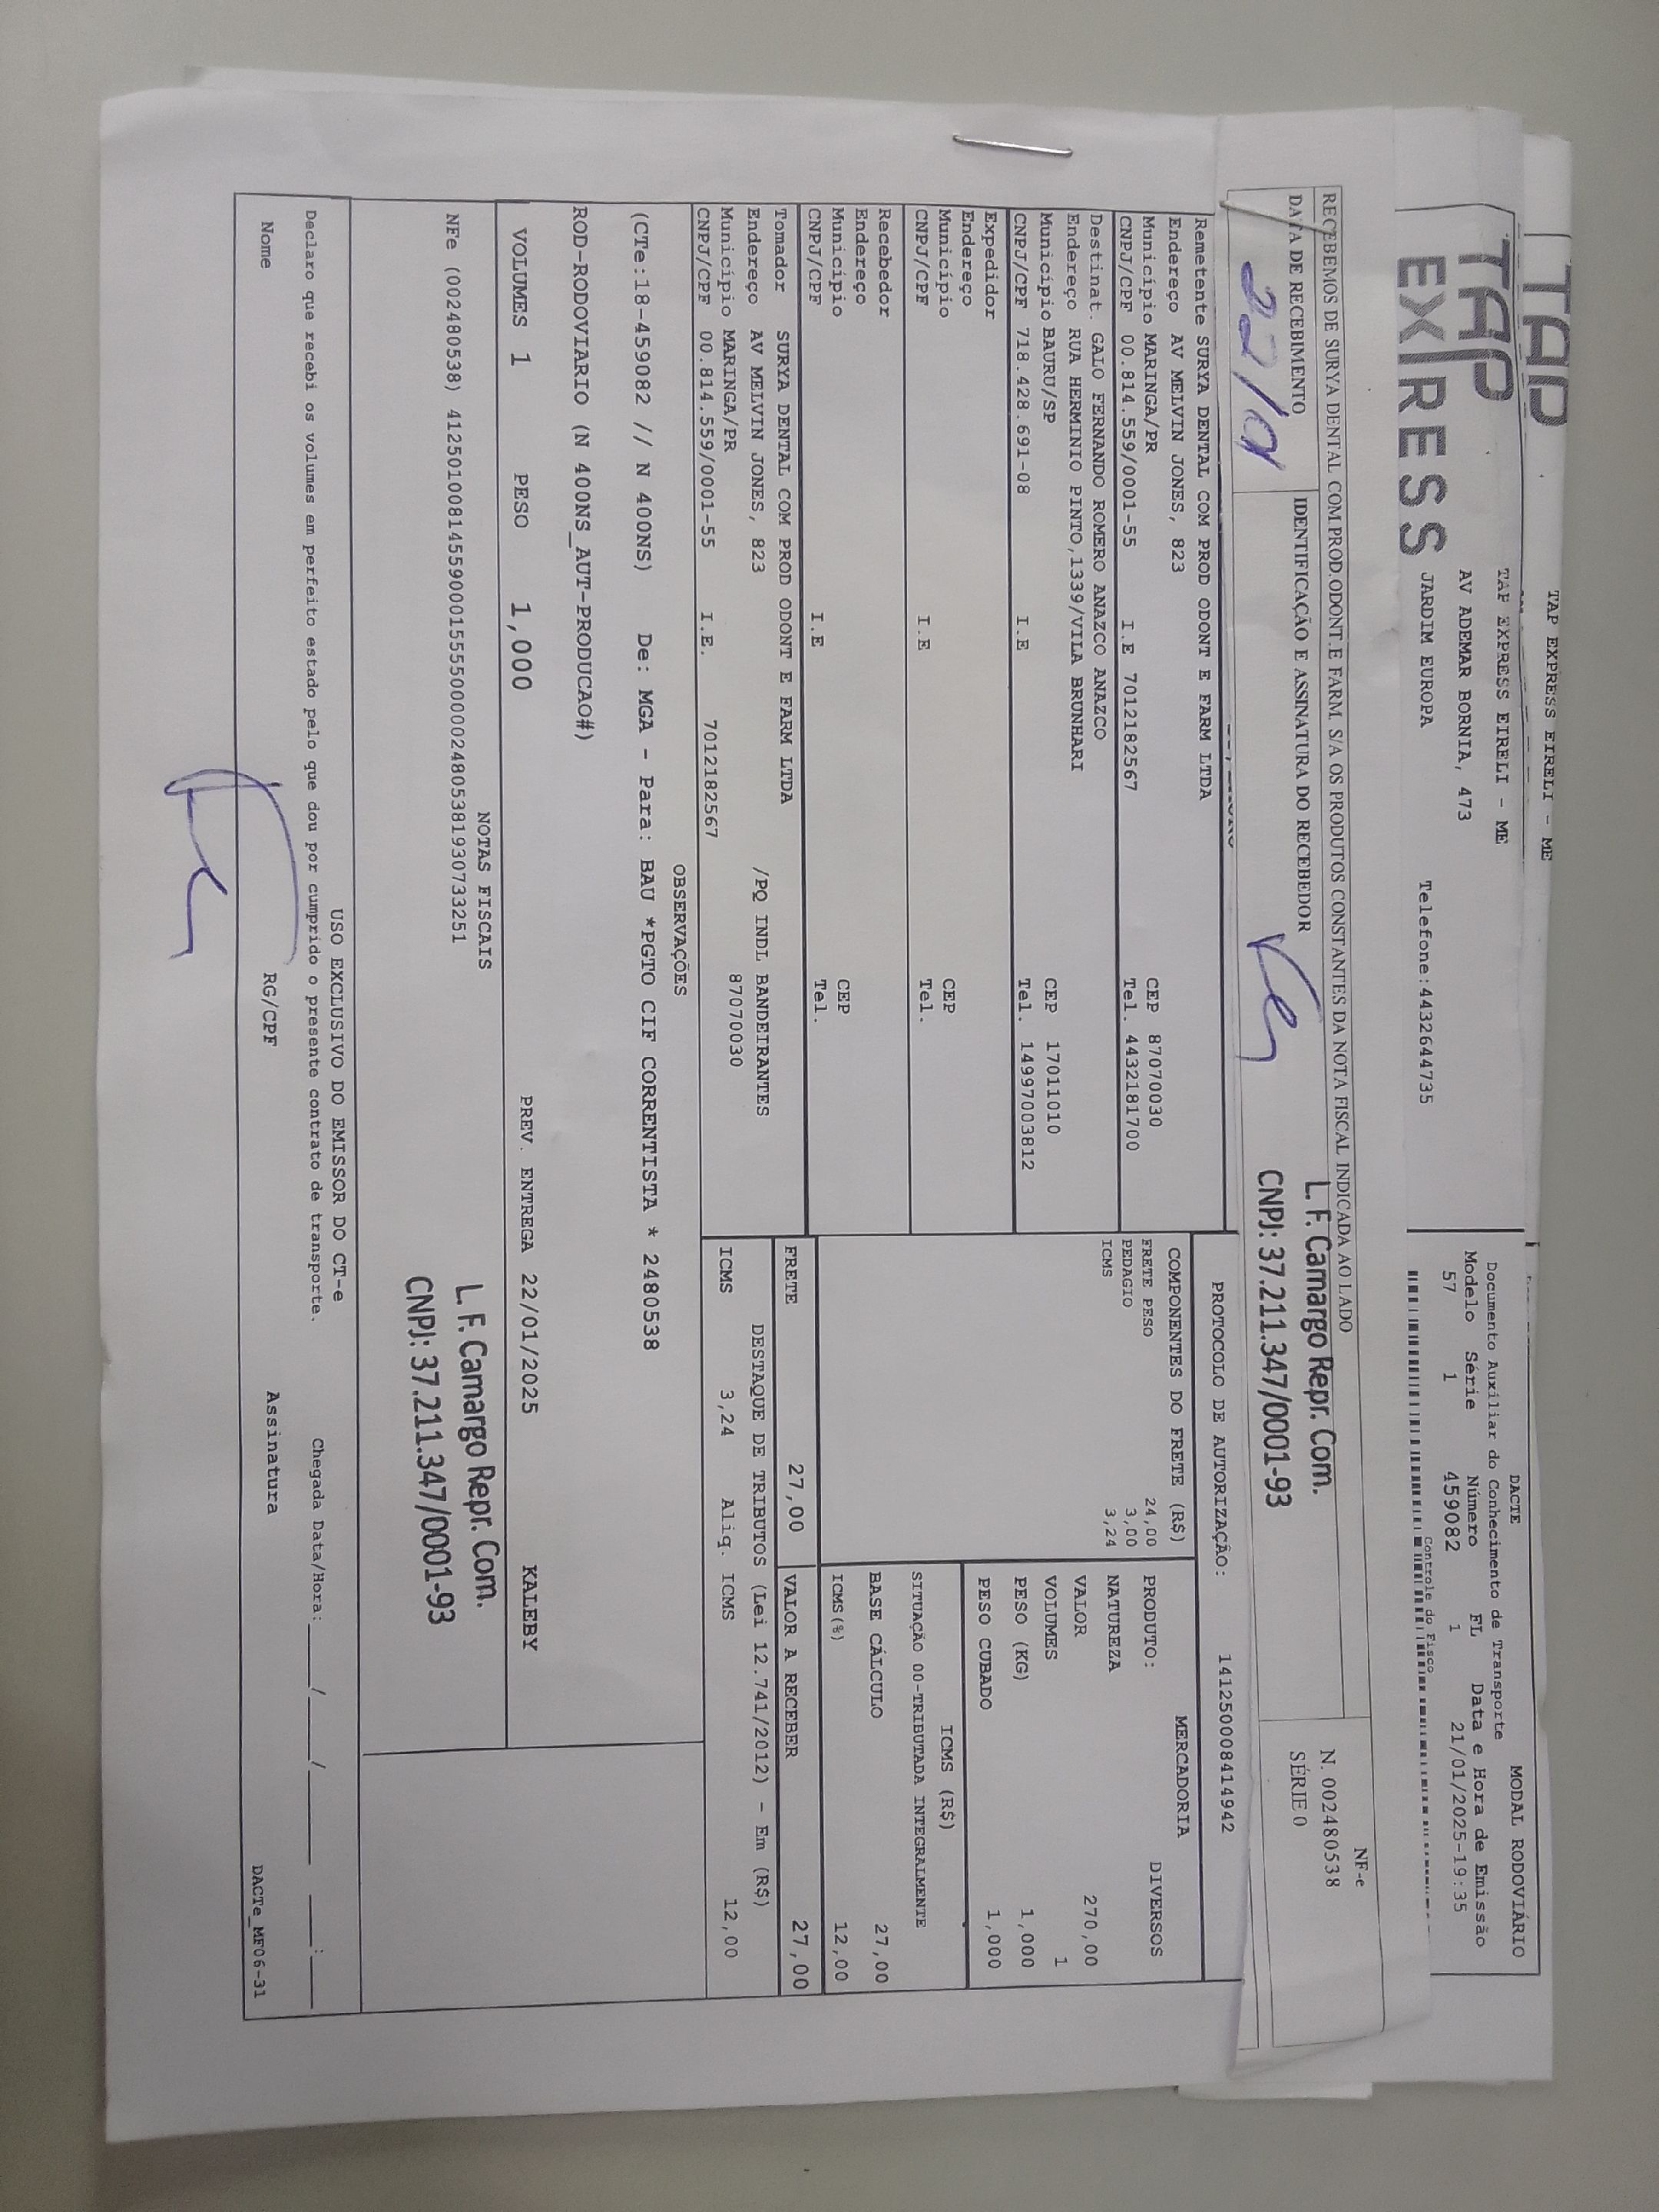 TAP EXPRESS EIRELI - ME
TAP
EXPRESS
TAP EXPRESS EIRELI - ME
AV ADEMAR BORNIA, 473
JARDIM EUROPA
Telefone:4432644735
DACTE
MODAL RODOVIÁRIO
Documento Auxiliar do Conhecimento de Transporte
Modelo Série Número FL Data e Hora de Emissão
57 1 459082 1 21/01/2025-19:35
Controle do Fisco
RECEBEMOS DE SURYA DENTAL COM.PROD.ODONT.E FARM. S/A OS PRODUTOS CONSTANTES DA NOTA FISCAL INDICADA AO LADO
DATA DE RECEBIMENTO
IDENTIFICAÇÃO E ASSINATURA DO RECEBEDOR
22/01
L. F. Camargo Repr. Com.
CNPJ: 37.211.347/0001-93
NF-e
N. 002480538
SÉRIE 0
PROTOCOLO DE AUTORIZAÇÃO: 141250008414942
Remetente SURYA DENTAL COM PROD ODONT E FARM LTDA
Endereço AV MELVIN JONES, 823
Município MARINGA/PR CEP 87070030
CNPJ/CPF 00.814.559/0001-55 I.E 7012182567 Tel. 4432181700
Destinat. GALO FERNANDO ROMERO ANAZCO ANAZCO
Endereço RUA HERMINIO PINTO,1339/VILA BRUNHARI
Município BAURU/SP CEP 17011010
CNPJ/CPF 718.428.691-08 I.E Tel. 14997003812
Expedidor
Endereço
Município CEP
CNPJ/CPF I.E Tel.
Recebedor
Endereço
Município CEP
CNPJ/CPF I.E Tel.
Tomador SURYA DENTAL COM PROD ODONT E FARM LTDA
Endereço AV MELVIN JONES, 823 /PQ INDL BANDEIRANTES
Município MARINGA/PR 87070030
CNPJ/CPF 00.814.559/0001-55 I.E. 7012182567
COMPONENTES DO FRETE (R$)
FRETE PESO 24,00
PEDAGIO 3,00
ICMS 3,24
MERCADORIA
PRODUTO: DIVERSOS
NATUREZA
VALOR 270,00
VOLUMES 1
PESO (KG) 1,000
PESO CUBADO 1,000
ICMS (R$)
SITUAÇÃO 00-TRIBUTADA INTEGRALMENTE
BASE CÁLCULO 27,00
ICMS(%) 12,00
FRETE 27,00
VALOR A RECEBER 27,00
DESTAQUE DE TRIBUTOS (Lei 12.741/2012) - Em (R$)
ICMS 3,24 Aliq. ICMS 12,00
OBSERVAÇÕES
(CTe:18-459082 // N 400NS) De: MGA - Para: BAU *PGTO CIF CORRENTISTA * 2480538
ROD-RODOVIARIO (N 400NS_AUT-PRODUCAO#)
VOLUMES 1 PESO 1,000 PREV. ENTREGA 22/01/2025 KALEBY
NOTAS FISCAIS
NFe (002480538) 41250100814559000155550000024805381930733251
L. F. Camargo Repr. Com.
CNPJ: 37.211.347/0001-93
USO EXCLUSIVO DO EMISSOR DO CT-e
Declaro que recebi os volumes em perfeito estado pelo que dou por cumprido o presente contrato de transporte. Chegada Data/Hora:____/____/______ ___:___
Nome RG/CPF Assinatura
DACTe_MF06-31